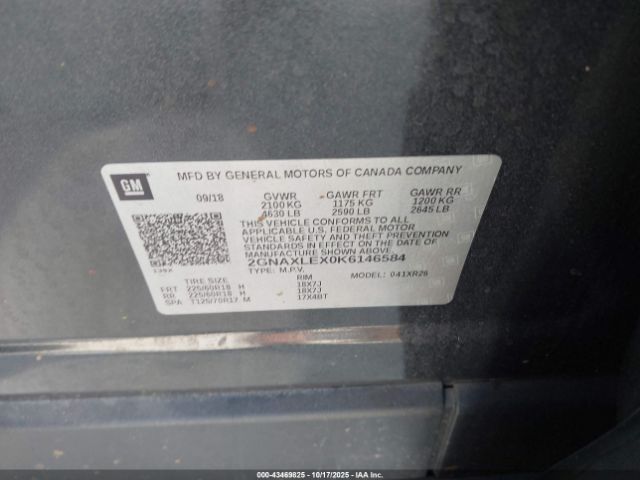 GM
MFD BY GENERAL MOTORS OF CANADA COMPANY
09/18 GVWR GAWR FRT GAWR RR
2100 KG 1175 KG 1200 KG
4630 LB 2590 LB 2645 LB
THIS VEHICLE CONFORMS TO ALL
APPLICABLE U.S. FEDERAL MOTOR
VEHICLE SAFETY AND THEFT PREVENTION
STANDARDS IN EFFECT ON THE DATE OF
MANUFACTURE SHOWN ABOVE.
2GNAXLEX0K6146584
TYPE: M.P.V. MODEL: 041XR26
TIRE SIZE RIM
FRT 225/60R18 H 18X7J
RR 225/60R18 H 18X7J
SPA T125/70R17 M 17X4BT
000-43469825 - 10/17/2025 - IAA Inc.